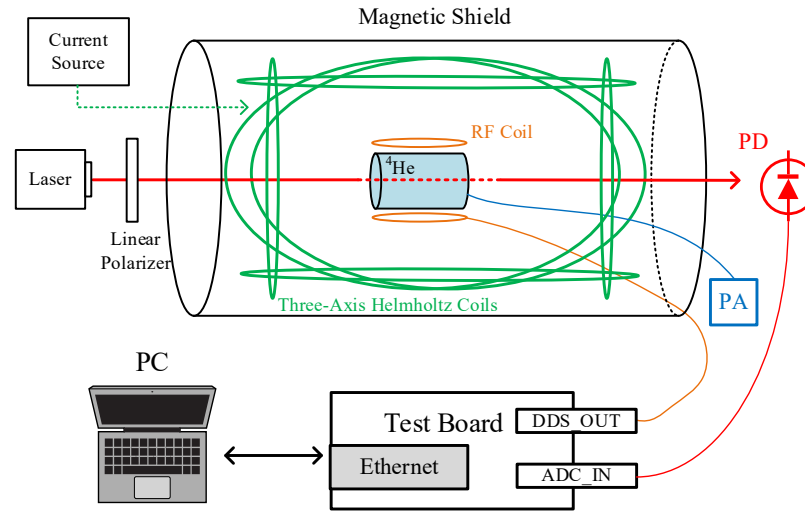 Magnetic Shield
Current
Source
RF Coil
⁴He
PD
Laser
Linear
Polarizer
Three-Axis Helmholtz Coils
PA
PC
Test Board
DDS_OUT
Ethernet
ADC_IN